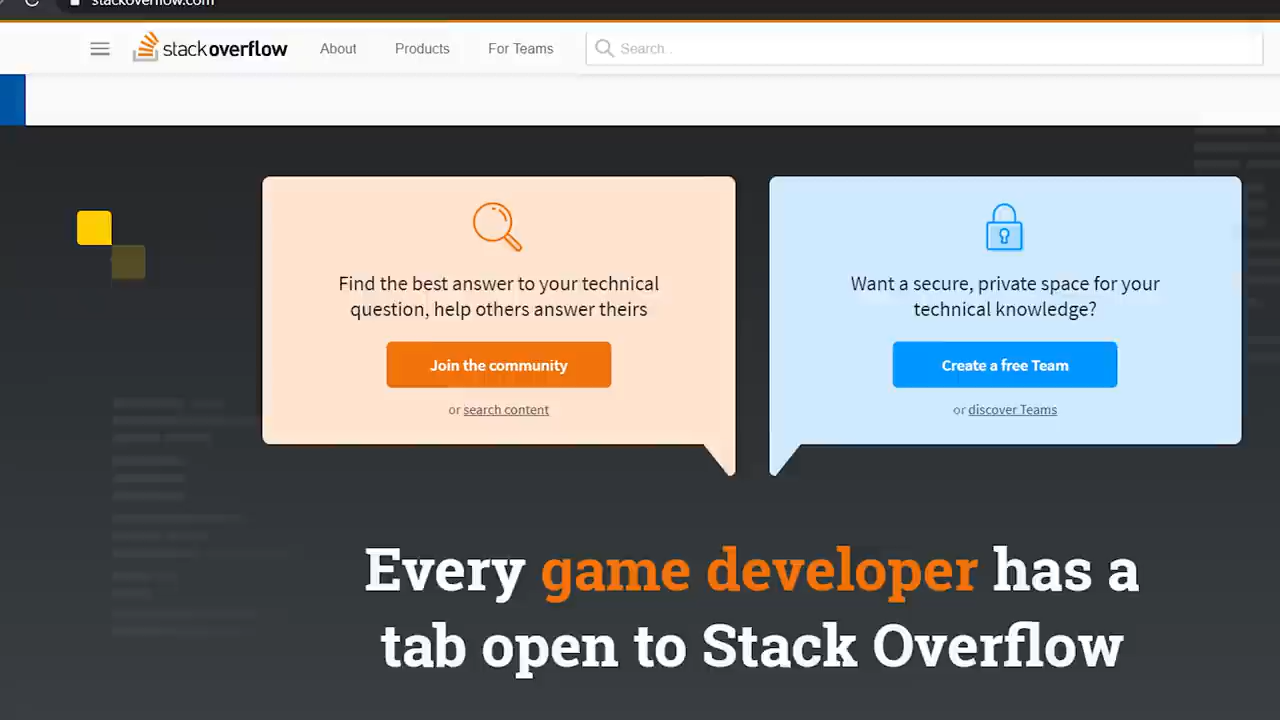 stackoverflow.com
stackoverflow About Products For Teams Search...
Find the best answer to your technical
question, help others answer theirs
Join the community
or search content
Want a secure, private space for your
technical knowledge?
Create a free Team
or discover Teams
Every game developer has a
tab open to Stack Overflow